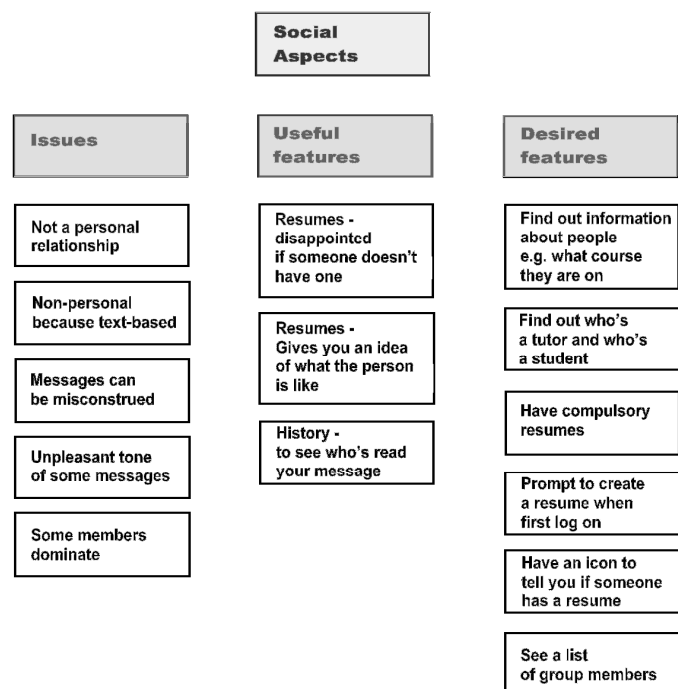 Social
Aspects
Issues
Not a personal
relationship
Non-personal
because text-based
Messages can
be misconstrued
Unpleasant tone
of some messages
Some members
dominate
Useful
features
Resumes -
disappointed
if someone doesn't
have one
Resumes -
Gives you an idea
of what the person
is like
History -
to see who's read
your message
Desired
features
Find out information
about people
e.g. what course
they are on
Find out who's
a tutor and who's
a student
Have compulsory
resumes
Prompt to create
a resume when
first log on
Have an icon to
tell you if someone
has a resume
See a list
of group members